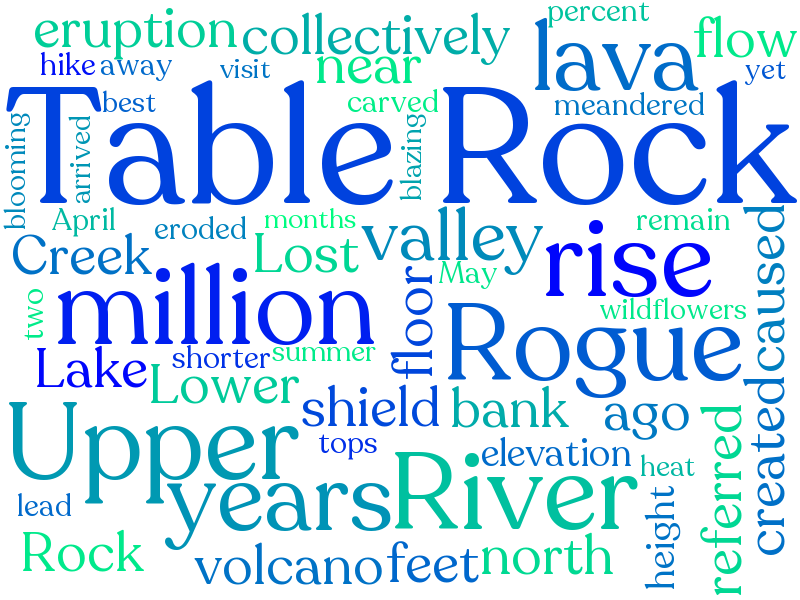 percent
eruption
collectively
lava
flow
near
hike
away
visit
yet
best
carved
meandered
Table Rock
blooming
arrived
blazing
April
eroded
months
remain
Creek
Lost
valley
rise
caused
May
million
two
floor
wildflowers
Rogue
Lake
shorter
summer
Lower
shield
bank
ago
created
referred
Upper
tops
elevation
years
River
heat
lead
height
Rock
volcano
feet
north